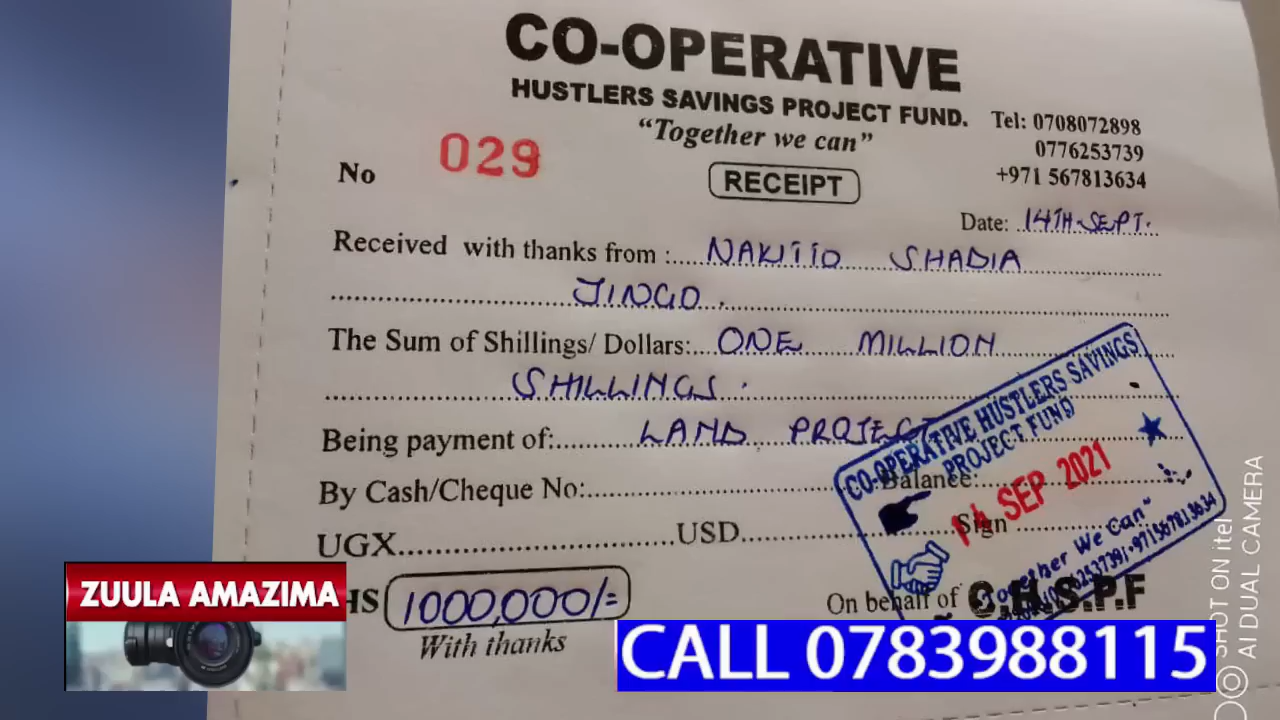 CO-OPERATIVE
HUSTLERS SAVINGS PROJECT FUND.
"Together we can"
Tel: 0708072898
0776253739
+971 567813634
No 029
RECEIPT
Date: 14TH-SEPT.
Received with thanks from : NAKITTO SHADIA
JINGO.
The Sum of Shillings/ Dollars: ONE MILLION
SHILLINGS.
Being payment of: LAND PROJECT
By Cash/Cheque No: Balance:
UGX USD Sign
HS 1000,000/=
On behalf of C.H.S.P.F
With thanks
CO-OPERATIVE HUSTLERS SAVINGS
PROJECT FUND
14 SEP 2021
Together We Can"
+971567813634
ZUULA AMAZIMA
CALL 0783988115
SHOT ON itel
AI DUAL CAMERA